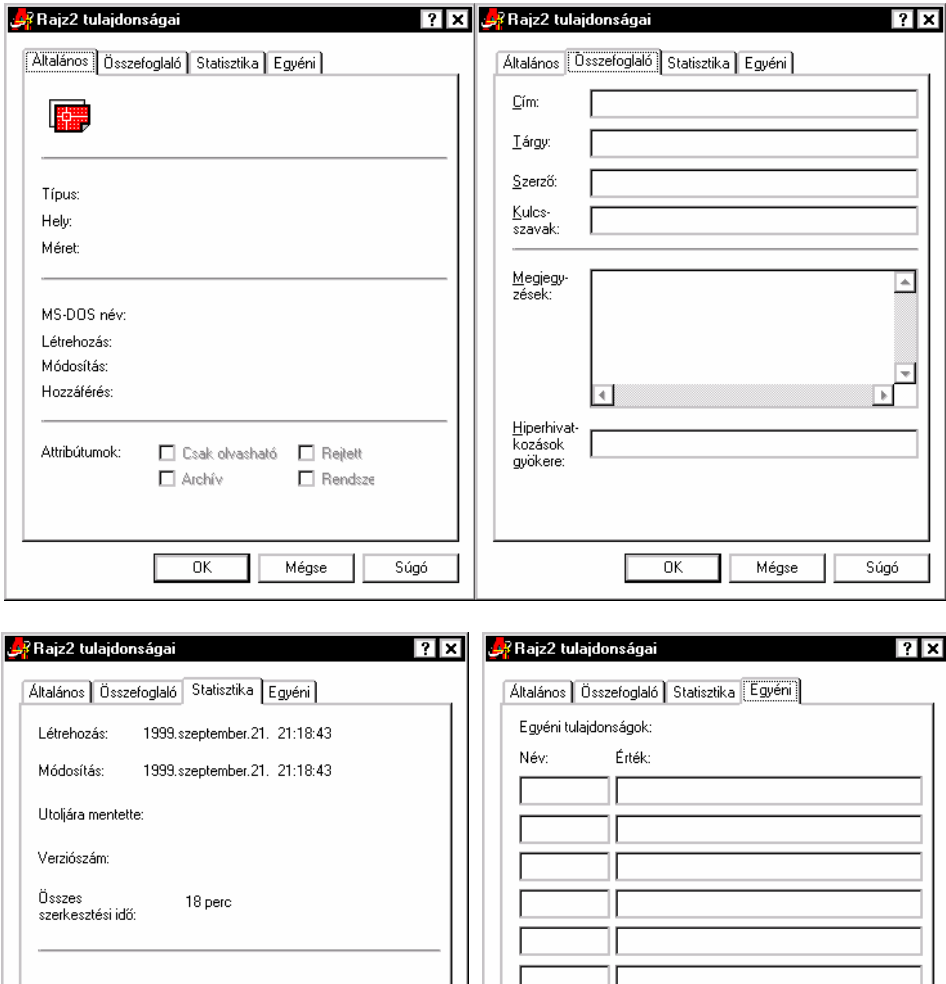 Rajz2 tulajdonságai
Általános Összefoglaló Statisztika Egyéni
Típus:
Hely:
Méret:
MS-DOS név:
Létrehozás:
Módosítás:
Hozzáférés:
Attribútumok: Csak olvasható Rejtett
Archív Rendsze
OK Mégse Súgó
Rajz2 tulajdonságai
Általános Összefoglaló Statisztika Egyéni
Cím:
Tárgy:
Szerző:
Kulcs-
szavak:
Megjegy-
zések:
Hiperhivat-
kozások
gyökere:
OK Mégse Súgó
Rajz2 tulajdonságai
Általános Összefoglaló Statisztika Egyéni
Létrehozás: 1999.szeptember.21. 21:18:43
Módosítás: 1999.szeptember.21. 21:18:43
Utoljára mentette:
Verziószám:
Összes
szerkesztési idő: 18 perc
Rajz2 tulajdonságai
Általános Összefoglaló Statisztika Egyéni
Egyéni tulajdonságok:
Név: Érték: